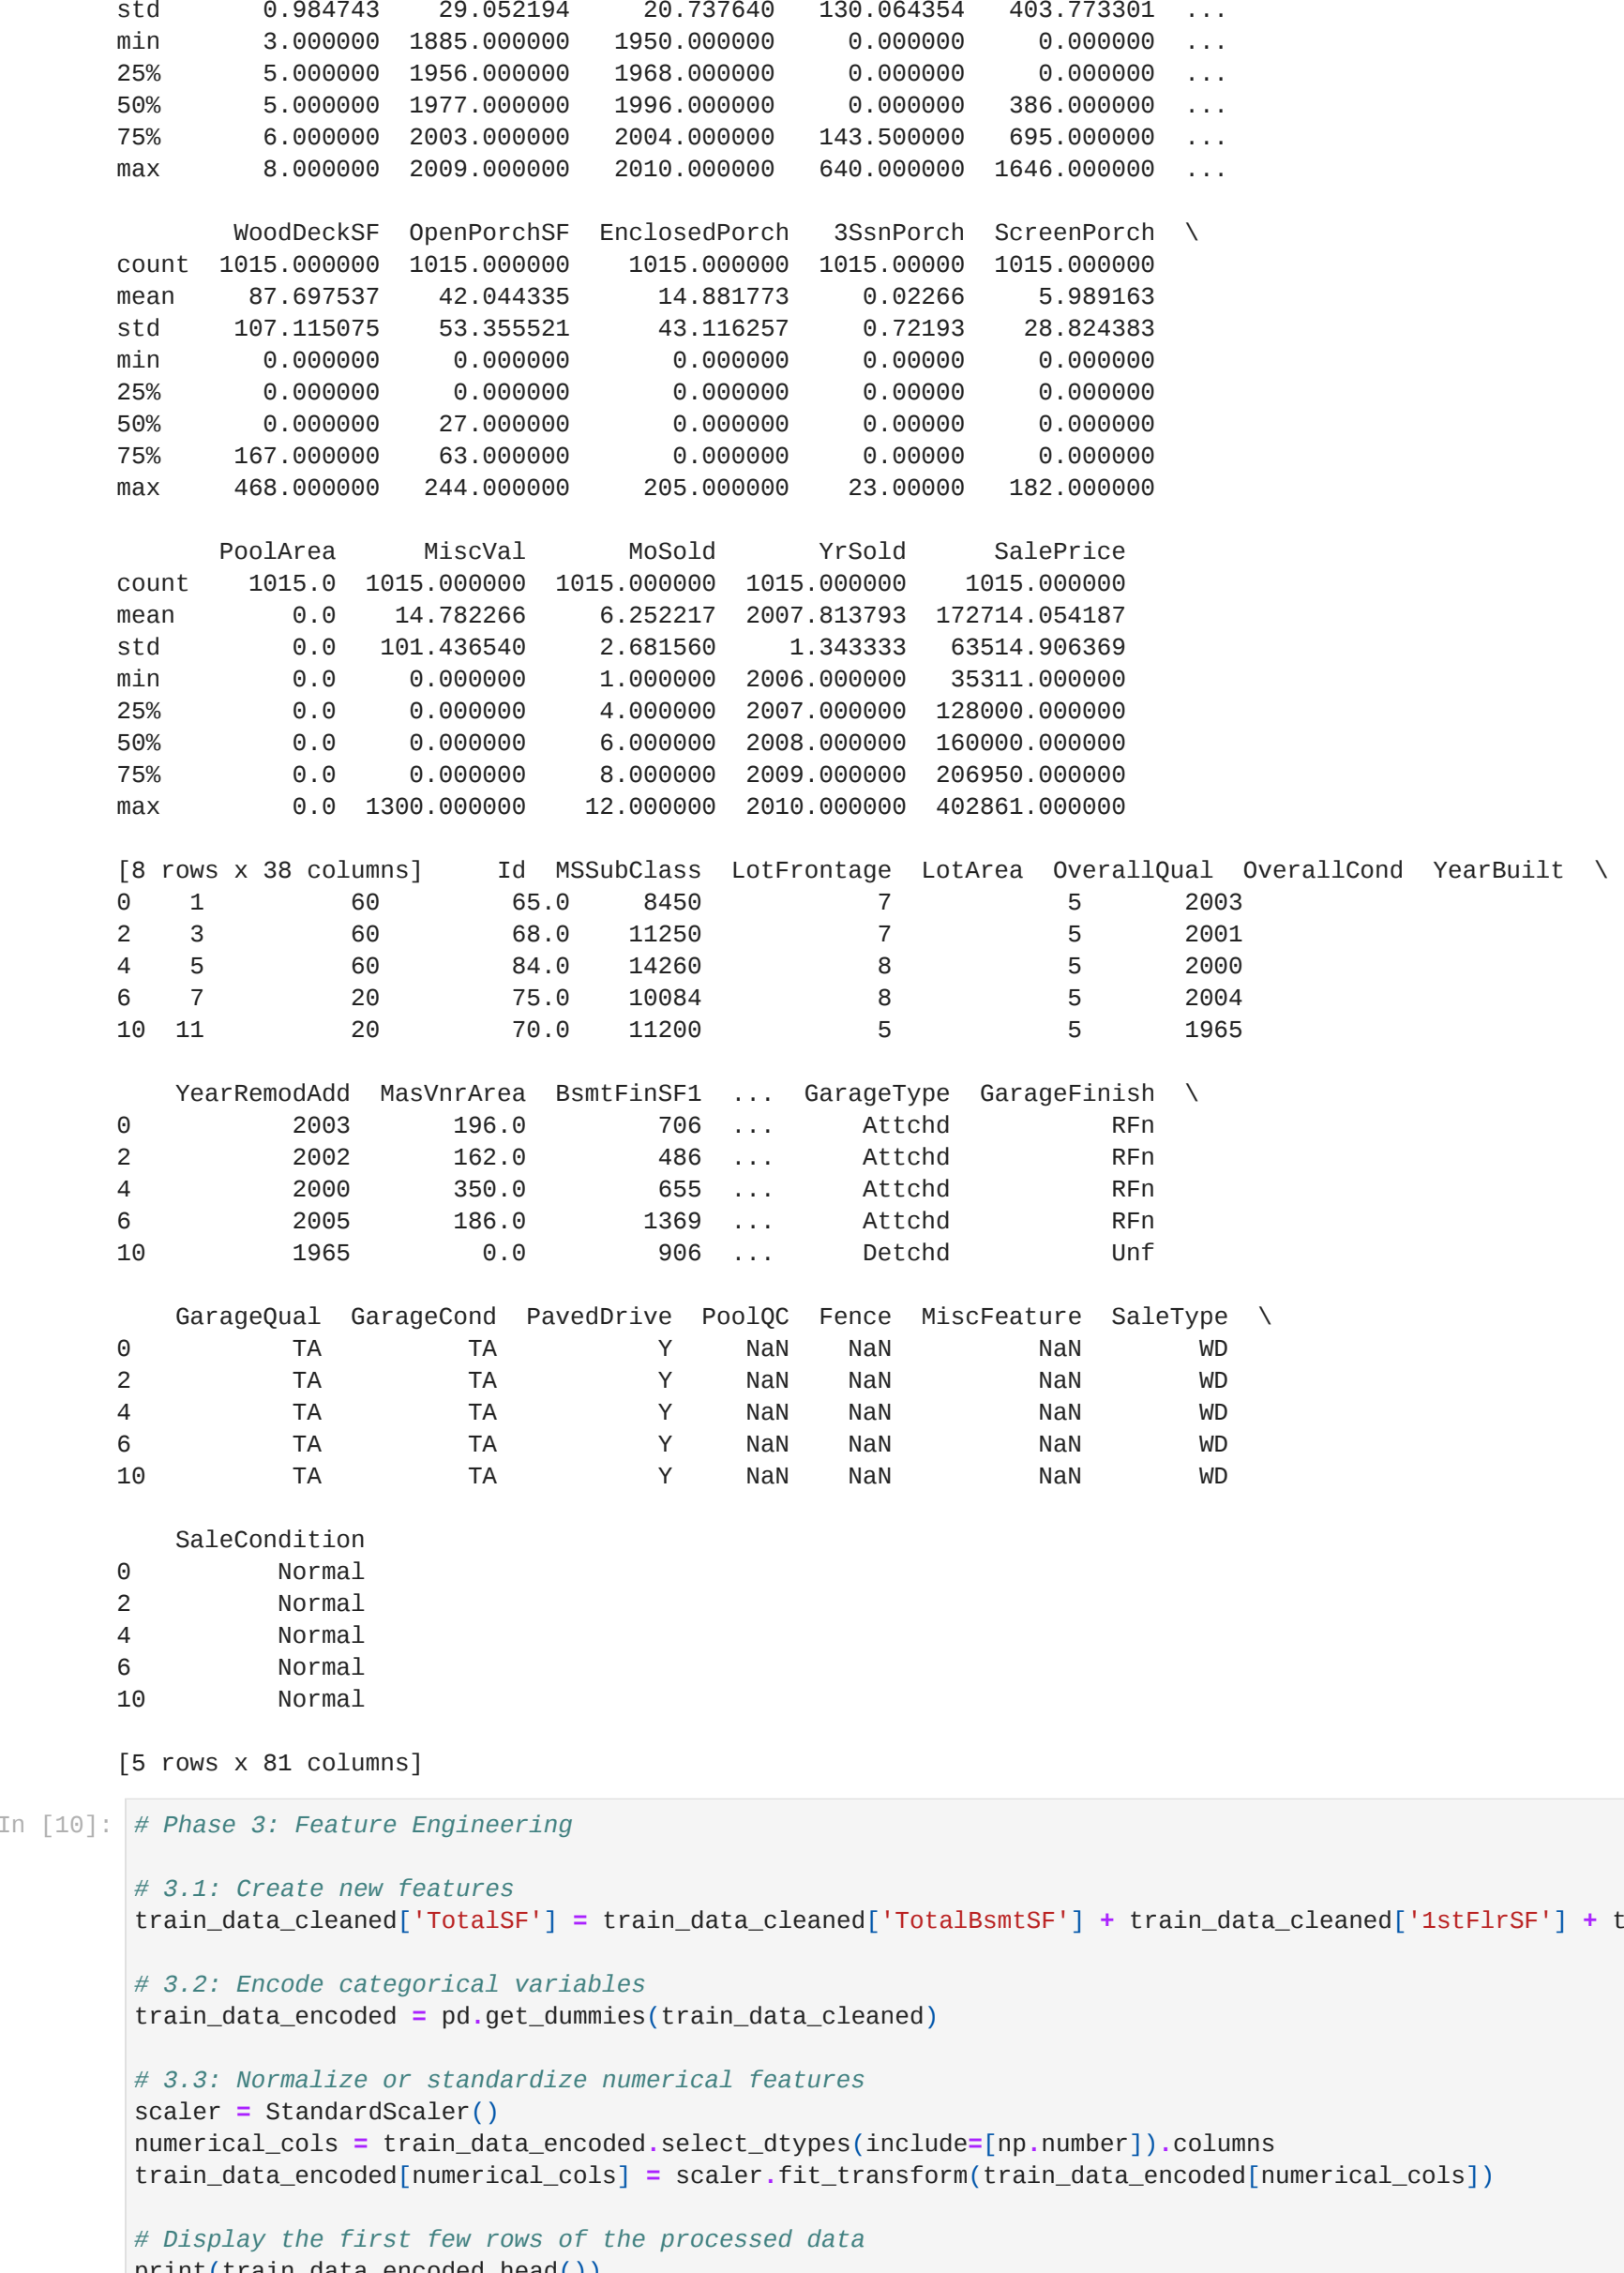 std 0.984743 29.052194 20.737640 130.064354 403.773301 ...
min 3.000000 1885.000000 1950.000000 0.000000 0.000000 ...
25% 5.000000 1956.000000 1968.000000 0.000000 0.000000 ...
50% 5.000000 1977.000000 1996.000000 0.000000 386.000000 ...
75% 6.000000 2003.000000 2004.000000 143.500000 695.000000 ...
max 8.000000 2009.000000 2010.000000 640.000000 1646.000000 ...
WoodDeckSF OpenPorchSF EnclosedPorch 3SsnPorch ScreenPorch \
count 1015.000000 1015.000000 1015.000000 1015.00000 1015.000000
mean 87.697537 42.044335 14.881773 0.02266 5.989163
std 107.115075 53.355521 43.116257 0.72193 28.824383
min 0.000000 0.000000 0.000000 0.00000 0.000000
25% 0.000000 0.000000 0.000000 0.00000 0.000000
50% 0.000000 27.000000 0.000000 0.00000 0.000000
75% 167.000000 63.000000 0.000000 0.00000 0.000000
max 468.000000 244.000000 205.000000 23.00000 182.000000
PoolArea MiscVal MoSold YrSold SalePrice
count 1015.0 1015.000000 1015.000000 1015.000000 1015.000000
mean 0.0 14.782266 6.252217 2007.813793 172714.054187
std 0.0 101.436540 2.681560 1.343333 63514.906369
min 0.0 0.000000 1.000000 2006.000000 35311.000000
25% 0.0 0.000000 4.000000 2007.000000 128000.000000
50% 0.0 0.000000 6.000000 2008.000000 160000.000000
75% 0.0 0.000000 8.000000 2009.000000 206950.000000
max 0.0 1300.000000 12.000000 2010.000000 402861.000000
[8 rows x 38 columns] Id MSSubClass LotFrontage LotArea OverallQual OverallCond YearBuilt \
0 1 60 65.0 8450 7 5 2003
2 3 60 68.0 11250 7 5 2001
4 5 60 84.0 14260 8 5 2000
6 7 20 75.0 10084 8 5 2004
10 11 20 70.0 11200 5 5 1965
YearRemodAdd MasVnrArea BsmtFinSF1 ... GarageType GarageFinish \
0 2003 196.0 706 ... Attchd RFn
2 2002 162.0 486 ... Attchd RFn
4 2000 350.0 655 ... Attchd RFn
6 2005 186.0 1369 ... Attchd RFn
10 1965 0.0 906 ... Detchd Unf
GarageQual GarageCond PavedDrive PoolQC Fence MiscFeature SaleType \
0 TA TA Y NaN NaN NaN WD
2 TA TA Y NaN NaN NaN WD
4 TA TA Y NaN NaN NaN WD
6 TA TA Y NaN NaN NaN WD
10 TA TA Y NaN NaN NaN WD
SaleCondition
0 Normal
2 Normal
4 Normal
6 Normal
10 Normal
[5 rows x 81 columns]
In [10]: # Phase 3: Feature Engineering
# 3.1: Create new features
train_data_cleaned['TotalSF'] = train_data_cleaned['TotalBsmtSF'] + train_data_cleaned['1stFlrSF'] + t
# 3.2: Encode categorical variables
train_data_encoded = pd.get_dummies(train_data_cleaned)
# 3.3: Normalize or standardize numerical features
scaler = StandardScaler()
numerical_cols = train_data_encoded.select_dtypes(include=[np.number]).columns
train_data_encoded[numerical_cols] = scaler.fit_transform(train_data_encoded[numerical_cols])
# Display the first few rows of the processed data
print(train_data_encoded.head())